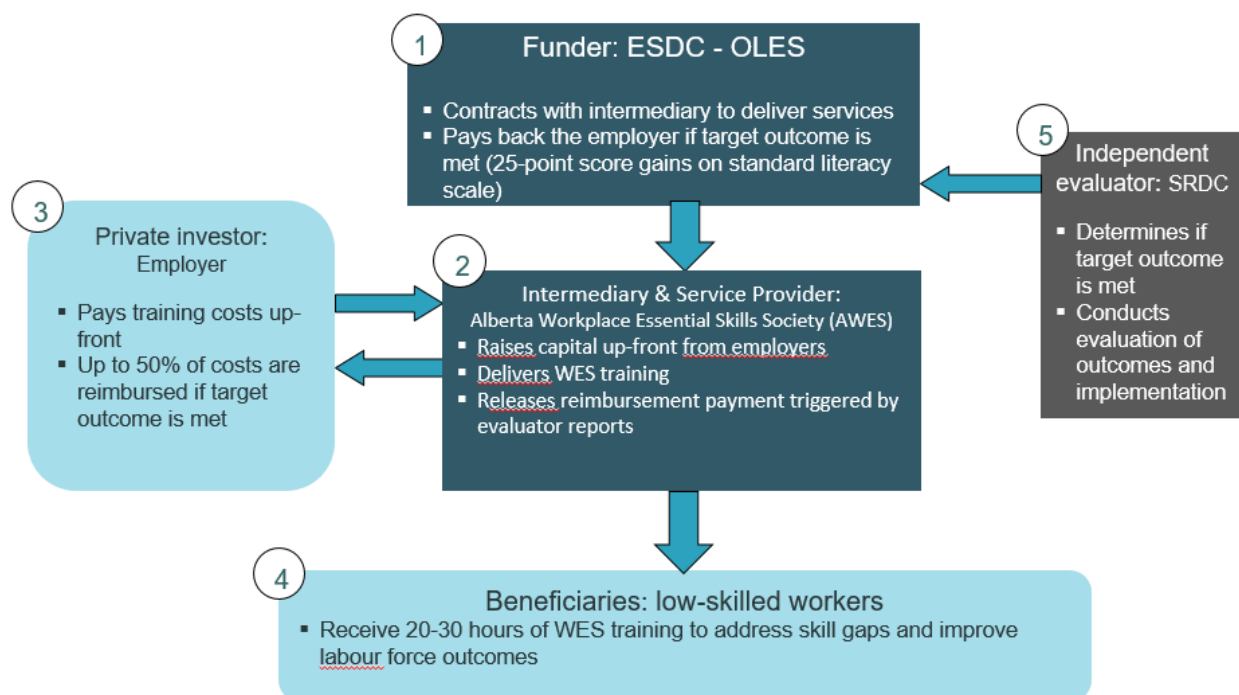 1
Funder: ESDC - OLES
▪ Contracts with intermediary to deliver services
▪ Pays back the employer if target outcome is
met (25-point score gains on standard literacy
scale)
5
Independent
evaluator: SRDC
▪ Determines if
target outcome
is met
▪ Conducts
evaluation of
outcomes and
implementation
3
Private investor:
Employer
▪ Pays training costs up-
front
▪ Up to 50% of costs are
reimbursed if target
outcome is met
2
Intermediary & Service Provider:
Alberta Workplace Essential Skills Society (AWES)
▪ Raises capital up-front from employers
▪ Delivers WES training
▪ Releases reimbursement payment triggered by
evaluator reports
4
Beneficiaries: low-skilled workers
▪ Receive 20-30 hours of WES training to address skill gaps and improve
labour force outcomes